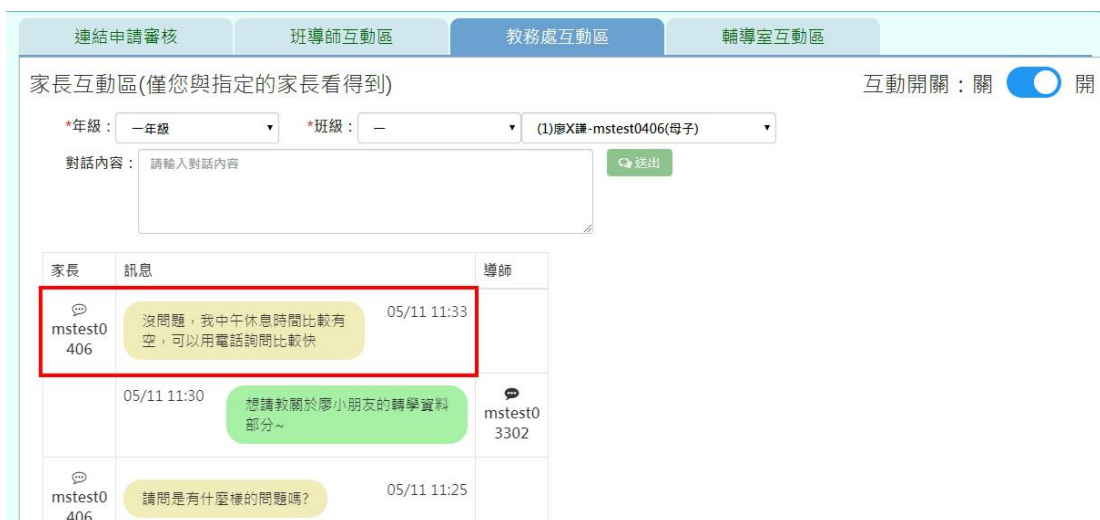 連結申請審核 班導師互動區 教務處互動區 輔導室互動區
家長互動區(僅您與指定的家長看得到) 互動開關：關 開
*年級： 一年級 *班級： 一 (1)廖X謙-mstest0406(母子)
對話內容： 請輸入對話內容 送出
家長 訊息 導師
mstest0
406
沒問題，我中午休息時間比較有
空，可以用電話詢問比較快
05/11 11:33
05/11 11:30
想請教關於廖小朋友的轉學資料
部分~
mstest0
3302
mstest0
406
請問是有什麼樣的問題嗎?
05/11 11:25